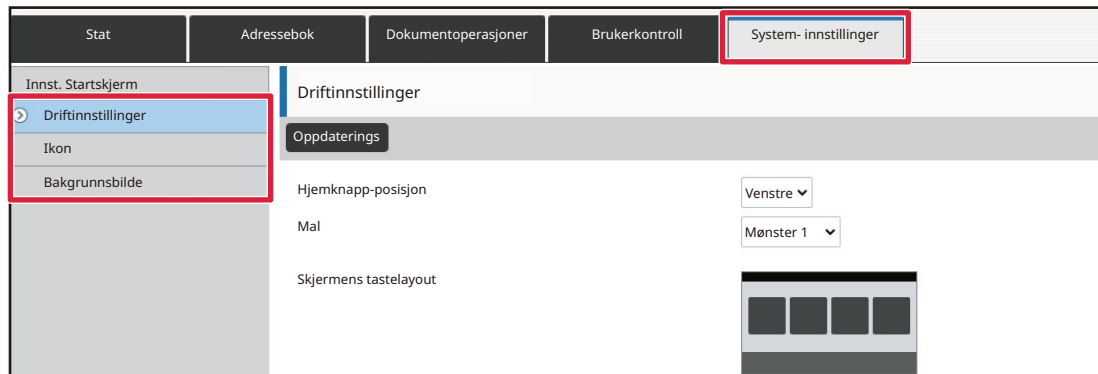 Stat
Adressebok
Dokumentoperasjoner
Brukerkontroll
System- innstillinger
Innst. Startskjerm
Driftinnstillinger
Ikon
Bakgrunnsbilde
Driftinnstillinger
Oppdaterings
Hjemknapp-posisjon
Venstre
Mal
Mønster 1
Skjermens tastelayout